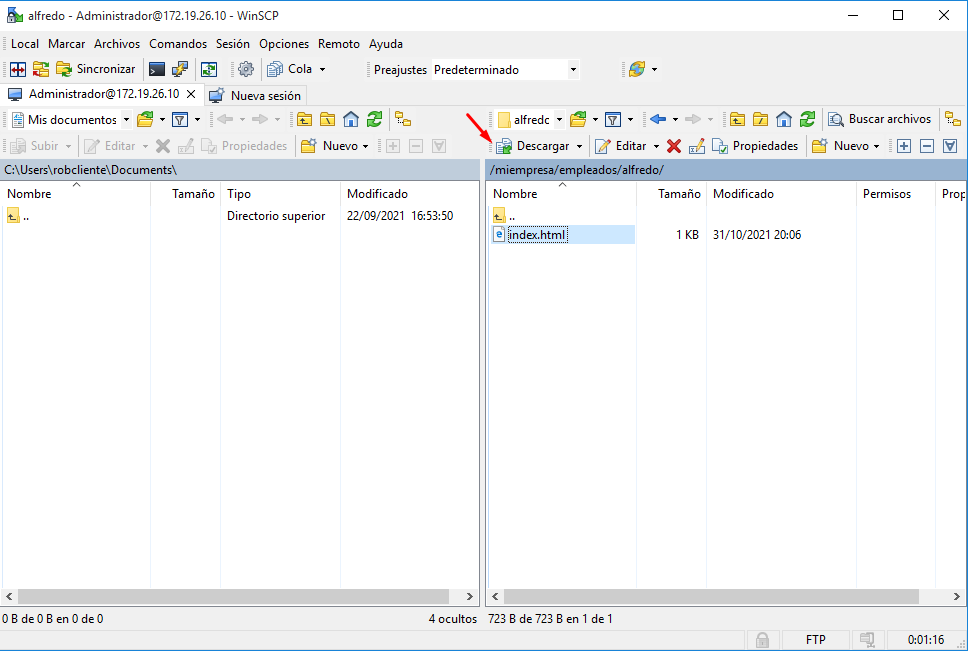 alfredo - Administrador@172.19.26.10 - WinSCP
Local Marcar Archivos Comandos Sesión Opciones Remoto Ayuda
Sincronizar Cola Preajustes Predeterminado
Administrador@172.19.26.10 Nueva sesión
Mis documentos alfredo Buscar archivos
Subir Editar Propiedades Nuevo Descargar Editar Propiedades Nuevo
C:\Users\robcliente\Documents\ /miempresa/empleados/alfredo/
Nombre Tamaño Tipo Modificado Nombre Tamaño Modificado Permisos Prop
.. Directorio superior 22/09/2021 16:53:50 ..
index.html 1 KB 31/10/2021 20:06
0 B de 0 B en 0 de 0 4 ocultos 723 B de 723 B en 1 de 1
FTP 0:01:16